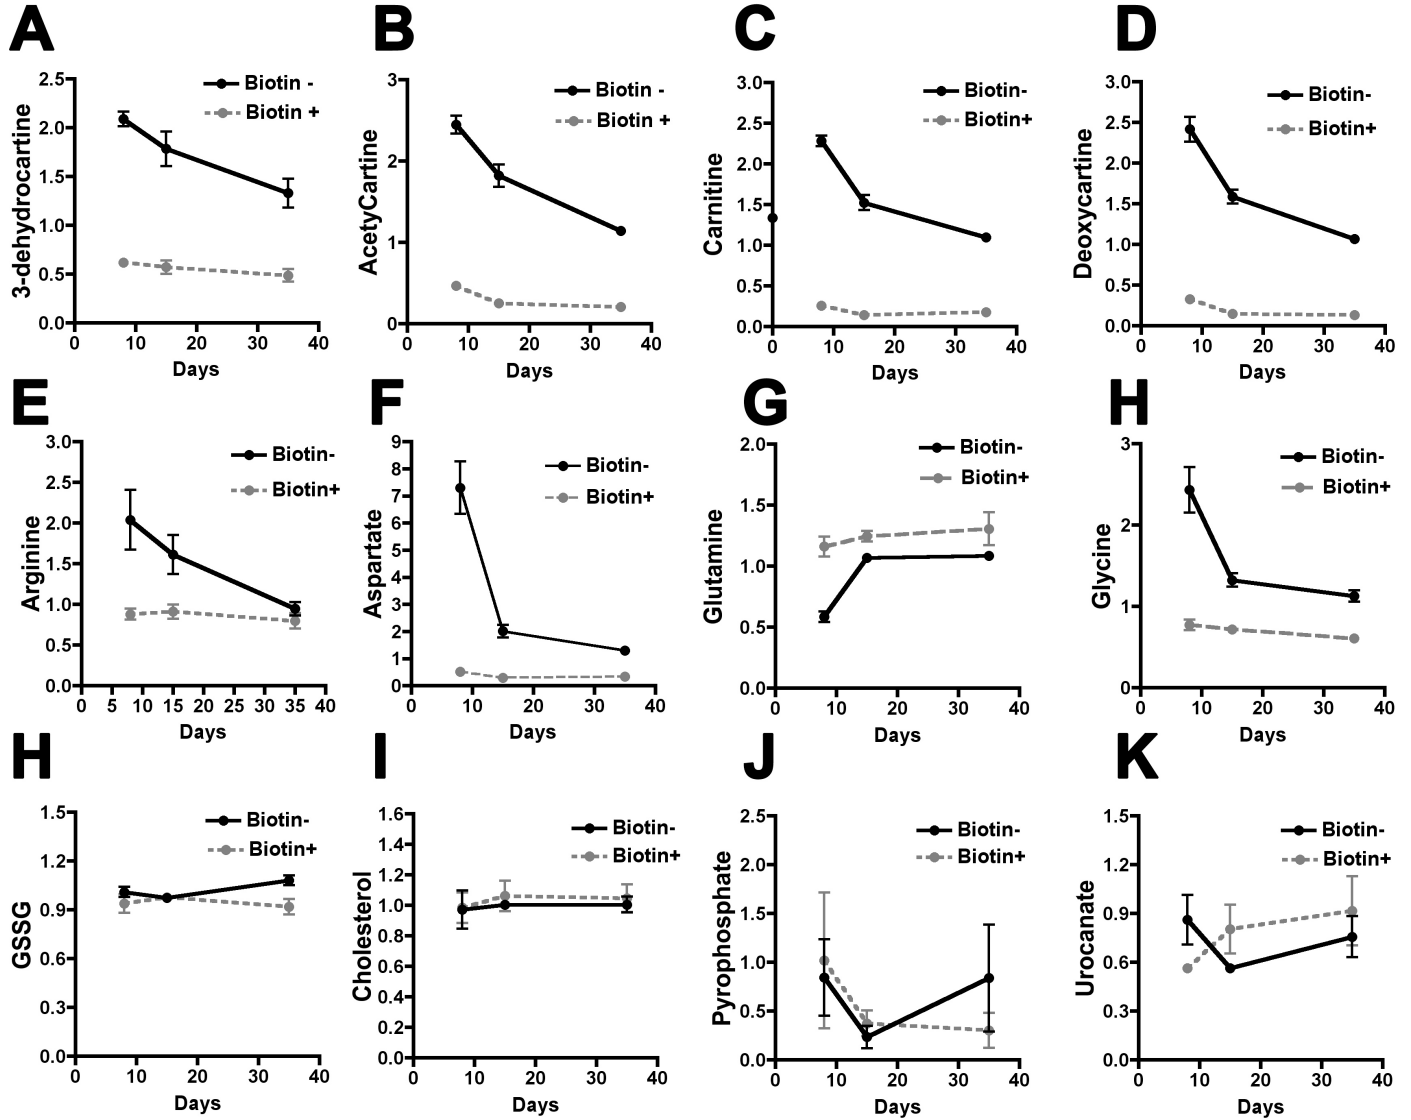 A
3-dehydrocartine
2.5
2.0
1.5
1.0
0.5
0.0
Biotin -
Biotin +
0 10 20 30 40
Days
B
AcetyCartine
3
2
1
0
Biotin -
Biotin +
0 10 20 30 40
Days
C
Carnitine
3.0
2.5
2.0
1.5
1.0
0.5
0.0
Biotin-
Biotin+
0 10 20 30 40
Days
D
Deoxycartine
3.0
2.5
2.0
1.5
1.0
0.5
0.0
Biotin-
Biotin+
0 10 20 30 40
Days
E
Arginine
3.0
2.5
2.0
1.5
1.0
0.5
0.0
Biotin-
Biotin+
0 5 10 15 20 25 30 35 40
Days
F
Aspartate
9
8
7
6
5
4
3
2
1
0
Biotin-
Biotin+
0 10 20 30 40
Days
G
Glutamine
2.0
1.5
1.0
0.5
0.0
Biotin-
Biotin+
0 10 20 30 40
Days
H
Glycine
3
2
1
0
Biotin-
Biotin+
0 10 20 30 40
Days
H
GSSG
1.5
1.2
0.9
0.6
0.3
0.0
Biotin-
Biotin+
0 10 20 30 40
Days
I
Cholesterol
1.6
1.4
1.2
1.0
0.8
0.6
0.4
0.2
0.0
Biotin-
Biotin+
0 10 20 30 40
Days
J
Pyrophosphate
2.5
2.0
1.5
1.0
0.5
0.0
Biotin-
Biotin+
0 10 20 30 40
Days
K
Urocanate
1.5
1.2
0.9
0.6
0.3
0.0
Biotin-
Biotin+
0 10 20 30 40
Days